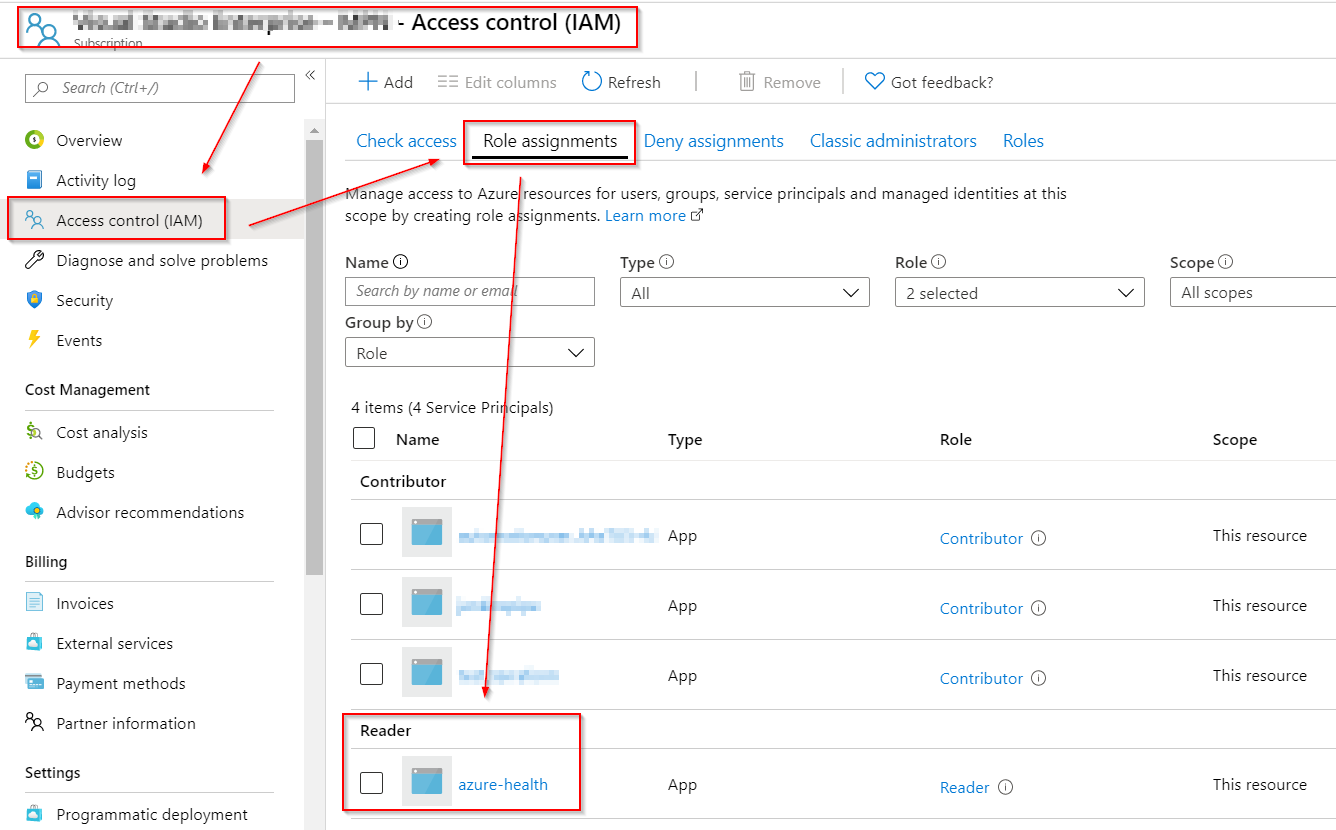 - Access control (IAM)
Subscription
Search (Ctrl+/)
«
Overview
Activity log
Access control (IAM)
Diagnose and solve problems
Security
Events
Cost Management
Cost analysis
Budgets
Advisor recommendations
Billing
Invoices
External services
Payment methods
Partner information
Settings
Programmatic deployment
Add Edit columns Refresh Remove Got feedback?
Check access Role assignments Deny assignments Classic administrators Roles
Manage access to Azure resources for users, groups, service principals and managed identities at this
scope by creating role assignments. Learn more
Name Type Role Scope
Search by name or email All 2 selected All scopes
Group by
Role
4 items (4 Service Principals)
Name Type Role Scope
Contributor
App Contributor This resource
App Contributor This resource
App Contributor This resource
Reader
azure-health App Reader This resource